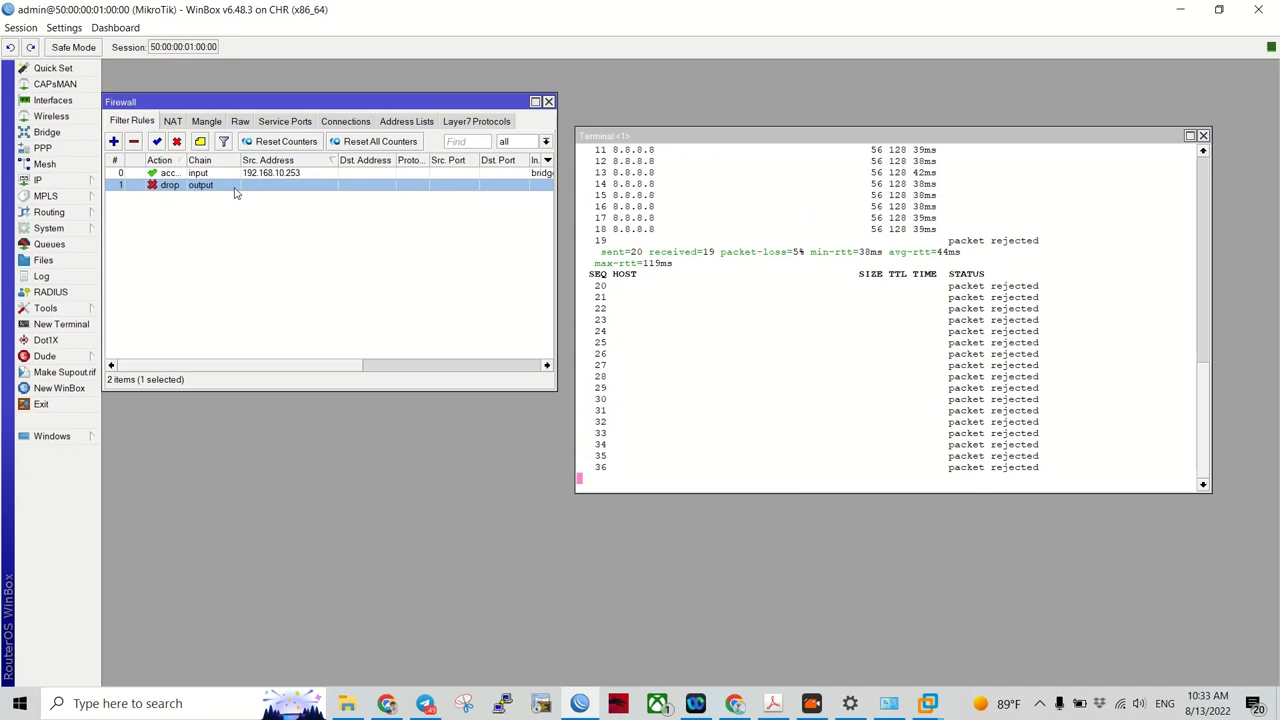 admin@50:00:00:01:00:00 (MikroTik) - WinBox v6.48.3 on CHR (x86_64)
Session Settings Dashboard
Safe Mode Session: 50:00:00:01:00:00
Quick Set
CAPsMAN
Interfaces
Wireless
Bridge
PPP
Mesh
IP
MPLS
Routing
System
Queues
Files
Log
RADIUS
Tools
New Terminal
Dot1X
Dude
Make Supout.rif
New WinBox
Exit
Windows
RouterOS WinBox
Firewall
Filter Rules NAT Mangle Raw Service Ports Connections Address Lists Layer7 Protocols
Reset Counters Reset All Counters Find all
# Action Chain Src. Address Dst. Address Proto... Src. Port Dst. Port In.
0 acc... input 192.168.10.253 bridge
1 drop output
2 items (1 selected)
Terminal <1>
11 8.8.8.8 56 128 39ms
12 8.8.8.8 56 128 38ms
13 8.8.8.8 56 128 42ms
14 8.8.8.8 56 128 38ms
15 8.8.8.8 56 128 38ms
16 8.8.8.8 56 128 39ms
17 8.8.8.8 56 128 38ms
18 8.8.8.8 56 128 39ms
19 packet rejected
sent=20 received=19 packet-loss=5% min-rtt=38ms avg-rtt=44ms
max-rtt=119ms
SEQ HOST SIZE TTL TIME STATUS
20 packet rejected
21 packet rejected
22 packet rejected
23 packet rejected
24 packet rejected
25 packet rejected
26 packet rejected
27 packet rejected
28 packet rejected
29 packet rejected
30 packet rejected
31 packet rejected
32 packet rejected
33 packet rejected
34 packet rejected
35 packet rejected
36 packet rejected
Type here to search
89°F
ENG
10:33 AM
8/13/2022
20